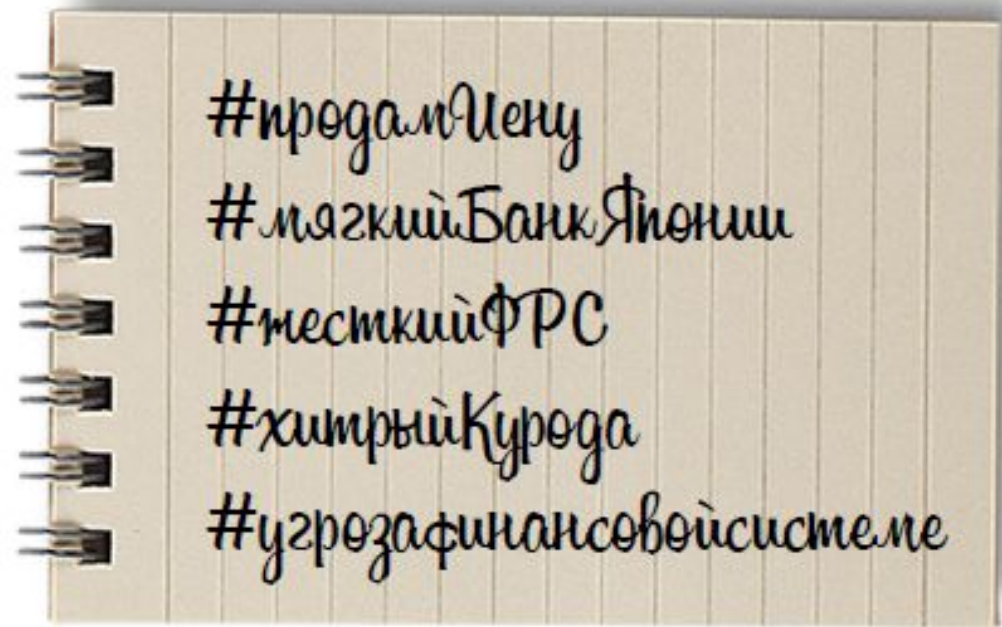 #продамИену
#мягкийБанкЯпонии
#жесткийФРС
#хитрыйКурода
#угрозафинансовойсистеме